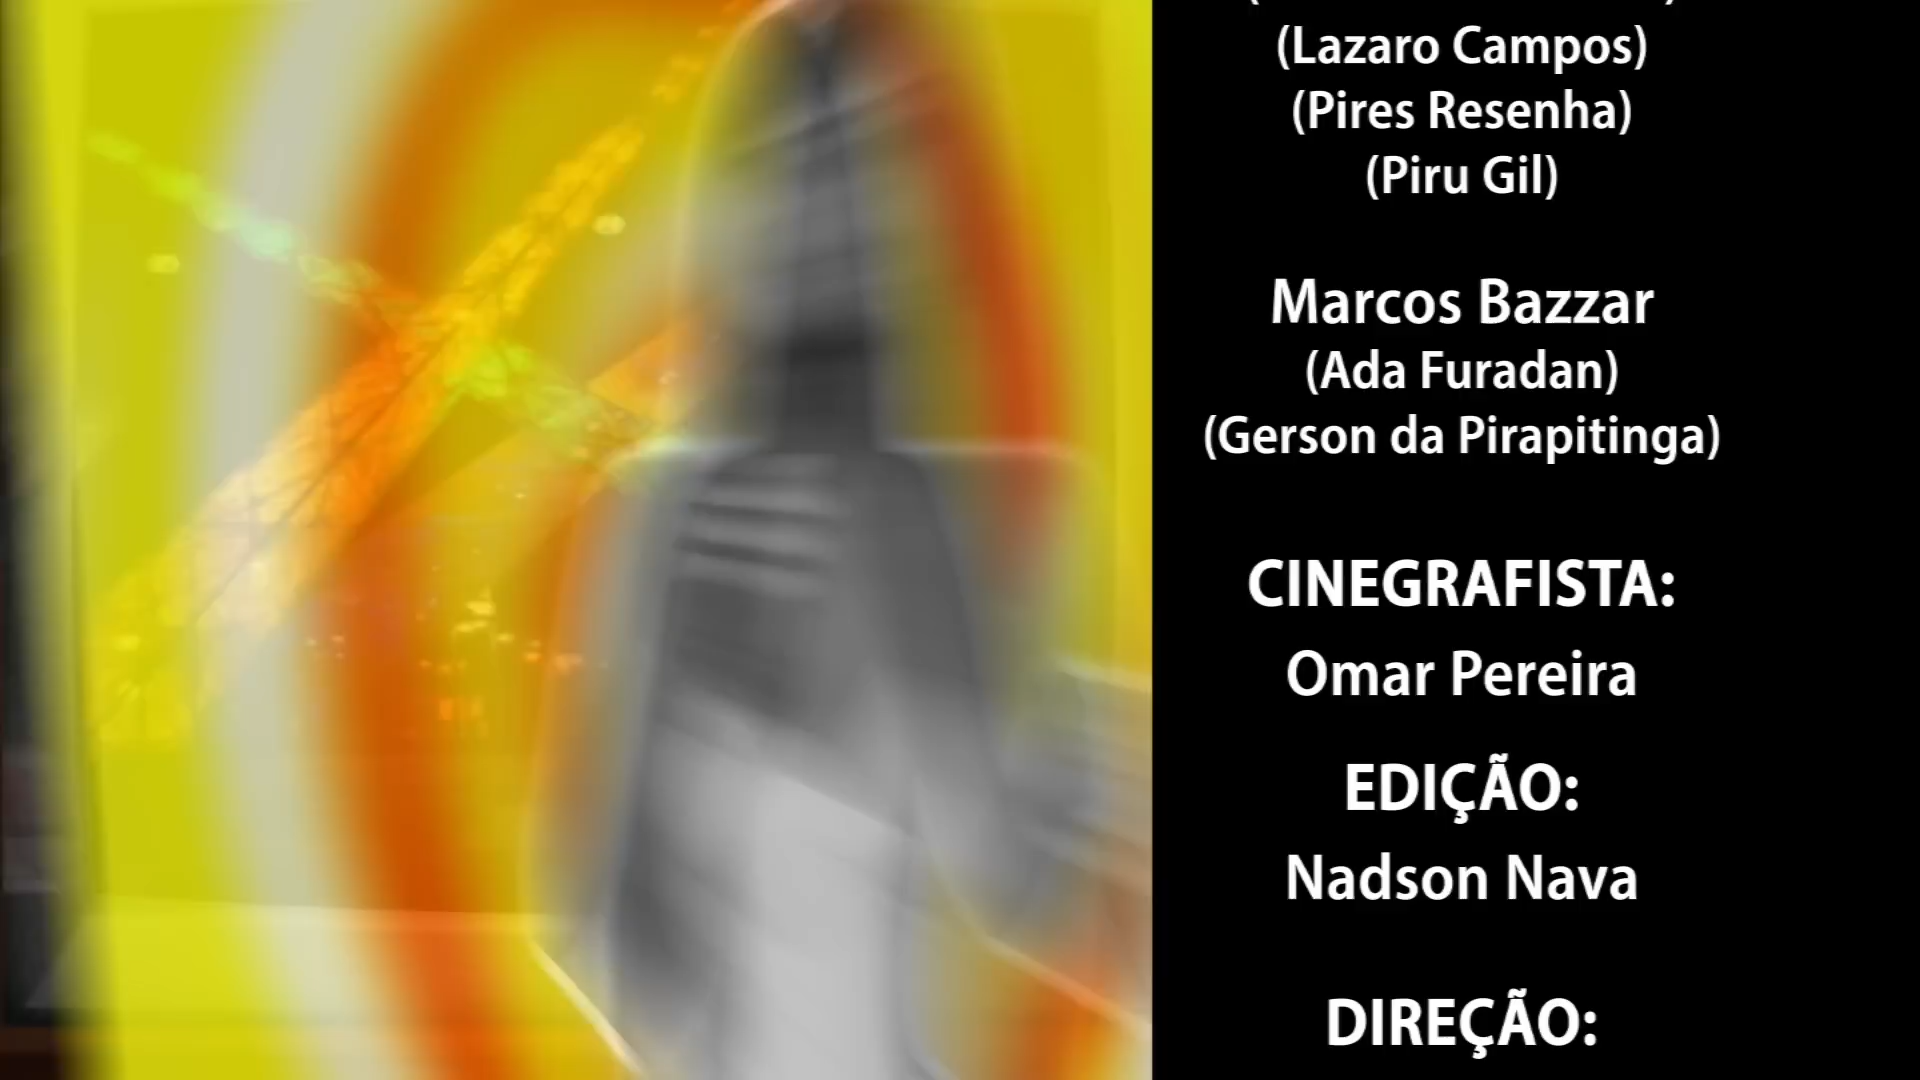 (Lazaro Campos)
(Pires Resenha)
(Piru Gil)
Marcos Bazzar
(Ada Furadan)
(Gerson da Pirapitinga)
CINEGRAFISTA:
Omar Pereira
EDIÇÃO:
Nadson Nava
DIREÇÃO: